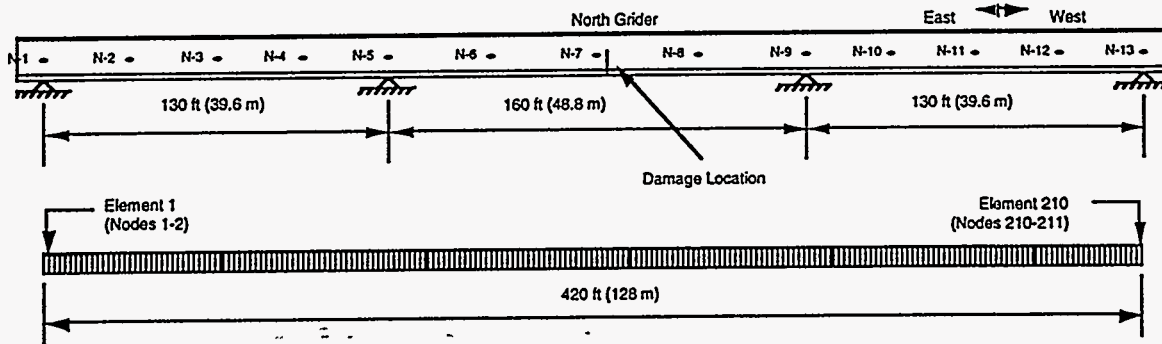 North Grider
East West
N-1 N-2 N-3 N-4 N-5 N-6 N-7 N-8 N-9 N-10 N-11 N-12 N-13
130 ft (39.6 m) 160 ft (48.8 m) 130 ft (39.6 m)
Damage Location
Element 1
(Nodes 1-2)
Element 210
(Nodes 210-211)
420 ft (128 m)